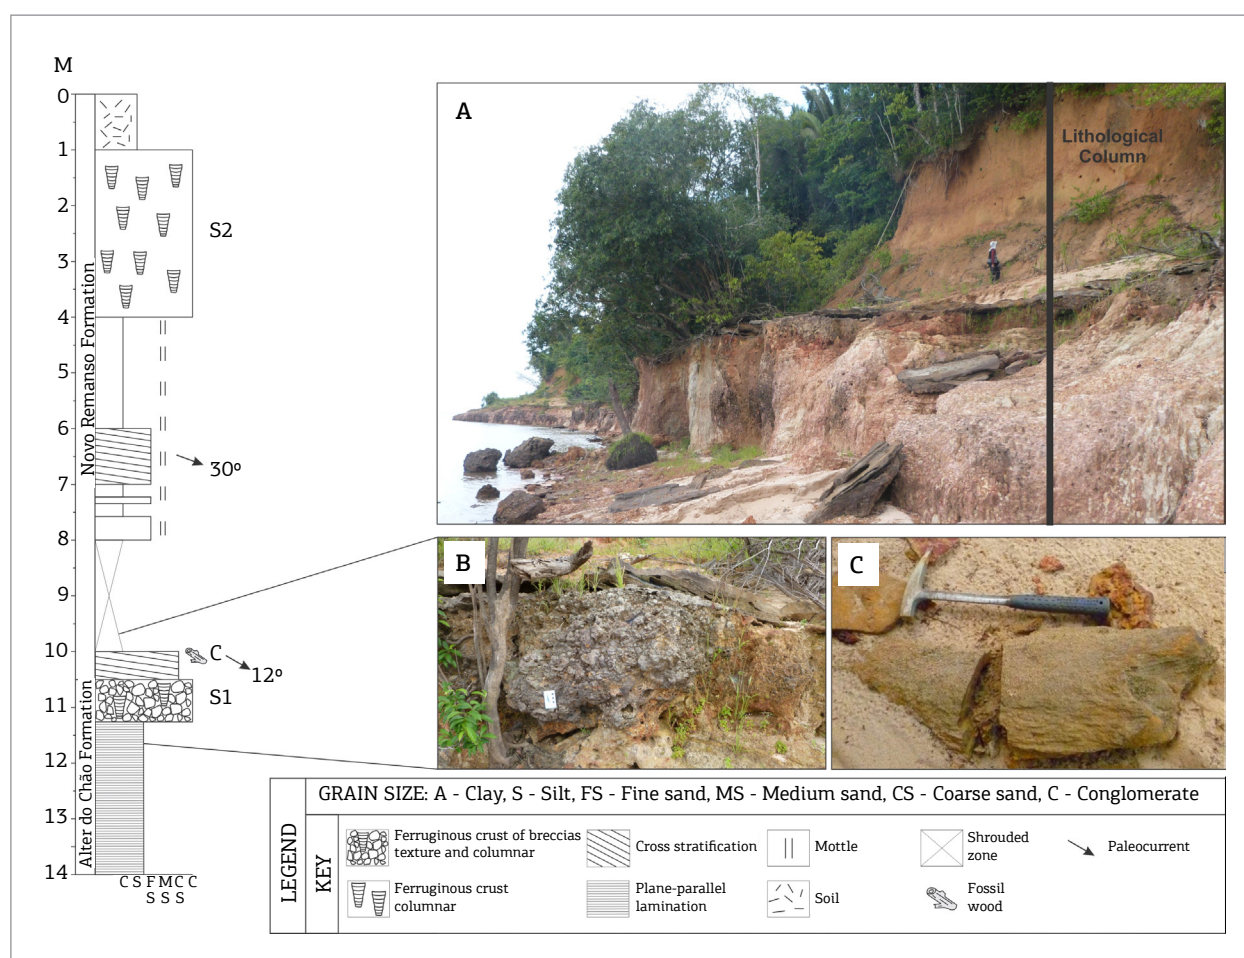 M
0
1
2
3
4
5
6
7
8
9
10
11
12
13
14
Novo Remanso Formation
Alter do Chão Formation
S2
30º
C
12º
S1
C S F M C C
S S S
A
Lithological
Column
B
C
LEGEND
GRAIN SIZE: A - Clay, S - Silt, FS - Fine sand, MS - Medium sand, CS - Coarse sand, C - Conglomerate
KEY
Ferruginous crust of breccias
texture and columnar
Cross stratification
Mottle
Shrouded
zone
Paleocurrent
Ferruginous crust
columnar
Plane-parallel
lamination
Soil
Fossil
wood